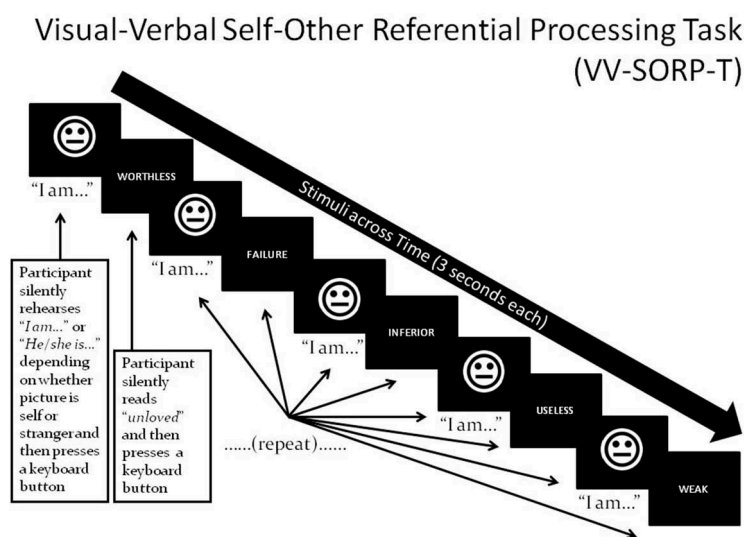 Visual-Verbal Self-Other Referential Processing Task
(VV-SORP-T)
Stimuli across Time (3 seconds each)
"I am..."
WORTHLESS
"I am..."
FAILURE
"I am..."
INFERIOR
"I am..."
USELESS
"I am..."
WEAK
Participant
silently
rehearses
"I am..." or
"He/she is..."
depending
on whether
picture is
self or
stranger and
then presses
a keyboard
button
Participant
silently
reads
"unloved"
and then
presses a
keyboard
button
......(repeat)......